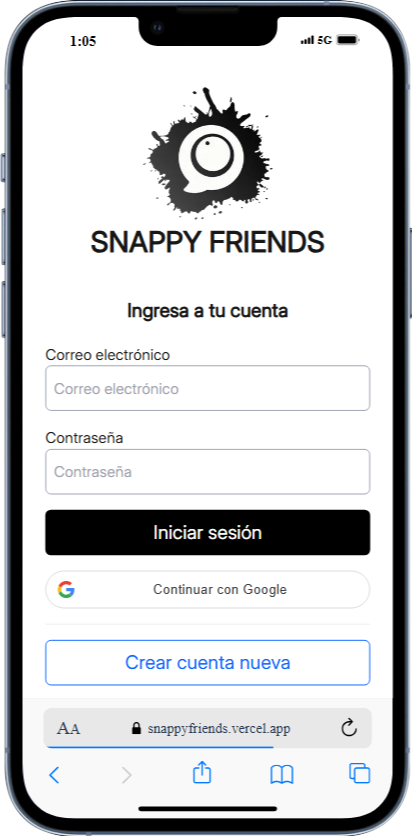 1:05
5G
SNAPPY FRIENDS
Ingresa a tu cuenta
Correo electrónico
Correo electrónico
Contraseña
Contraseña
Iniciar sesión
Continuar con Google
Crear cuenta nueva
AA snappyfriends.vercel.app